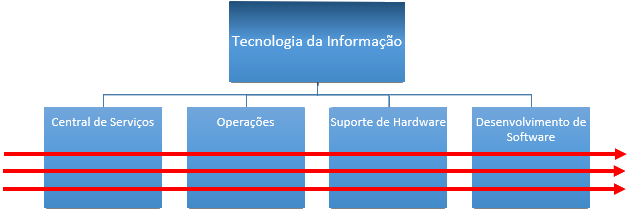 Tecnologia da Informação
Central de Serviços
Operações
Suporte de Hardware
Desenvolvimento de
Software